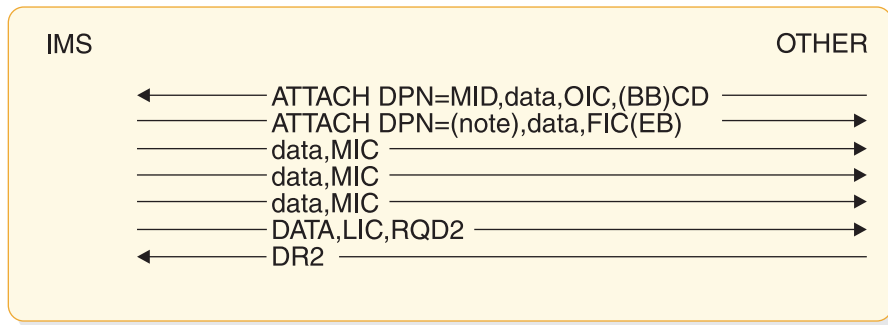 IMS
OTHER
ATTACH DPN=MID,data,OIC,(BB)CD
ATTACH DPN=(note),data,FIC(EB)
data,MIC
data,MIC
data,MIC
DATA,LIC,RQD2
DR2